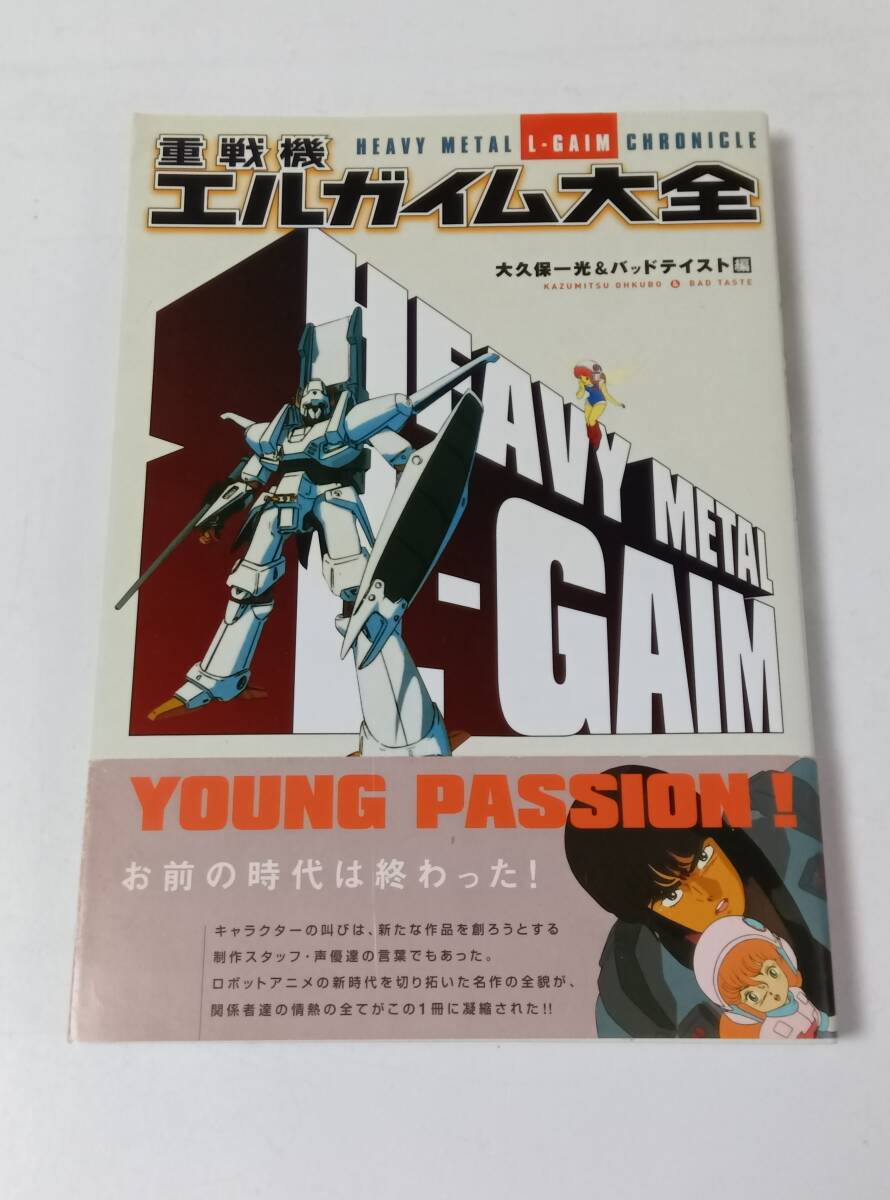 HEAVY METAL L-GAIM CHRONICLE
重戦機
エルガイム大全
大久保一光&バッドテイスト編
KAZUMITSU OHKUBO & BAD TASTE
HEAVY METAL
L-GAIM
YOUNG PASSION!
お前の時代は終わった!
キャラクターの叫びは、新たな作品を創ろうとする
制作スタッフ・声優達の言葉でもあった。
ロボットアニメの新時代を切り拓いた名作の全貌が、
関係者達の情熱の全てがこの1冊に凝縮された!!